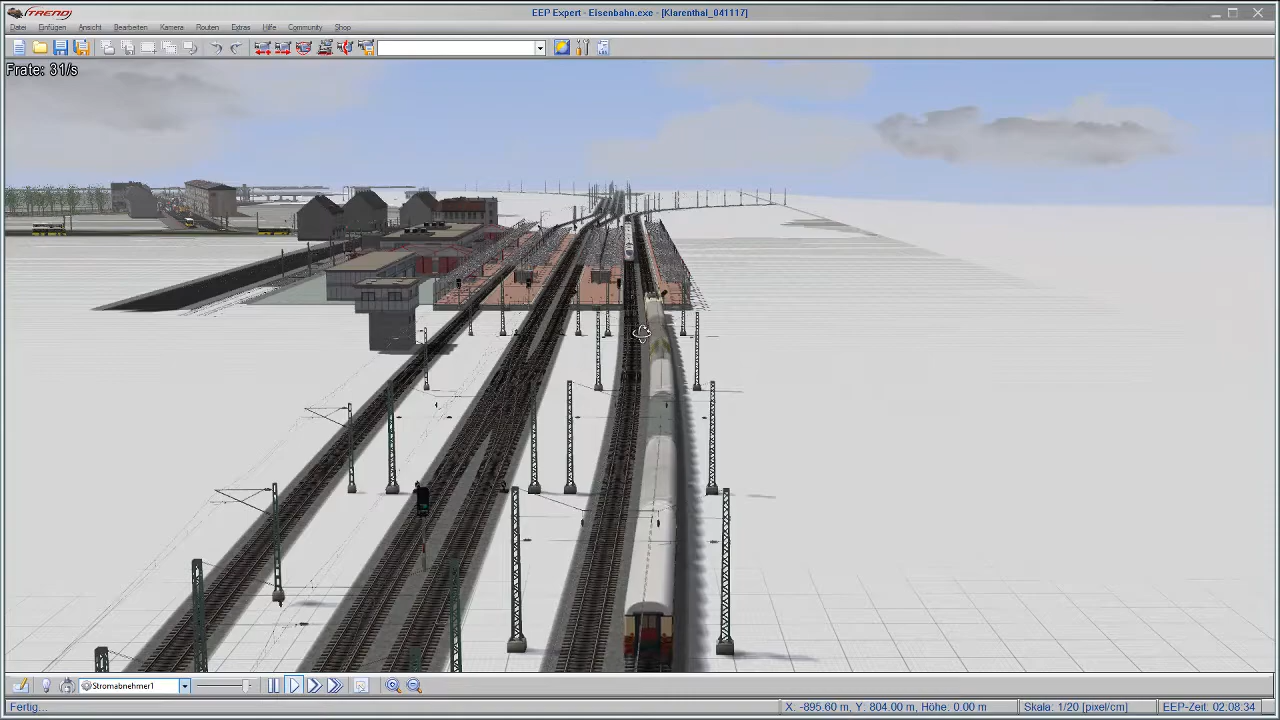 TREND
EEP Expert - Eisenbahn.exe - [Klarenthal_041117]
Datei Einfügen Ansicht Bearbeiten Kamera Routen Extras Hilfe Community Shop
Frate: 31/s
Stromabnehmer1
Fertig...
X: -895.60 m, Y: 804.00 m, Höhe: 0.00 m
Skala: 1/20 [pixel/cm]
EEP-Zeit: 02:08:34